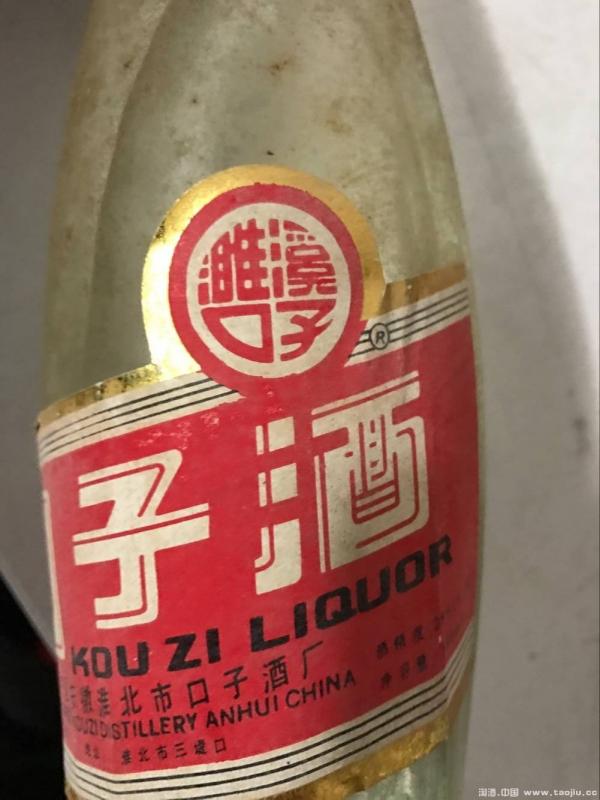 濉溪
口子
®
子酒
KOU ZI LIQUOR
安徽淮北市口子酒厂
DISTILLERY ANHUI CHINA
淮北市三堤口
淘酒.中国 www.taojiu.cc